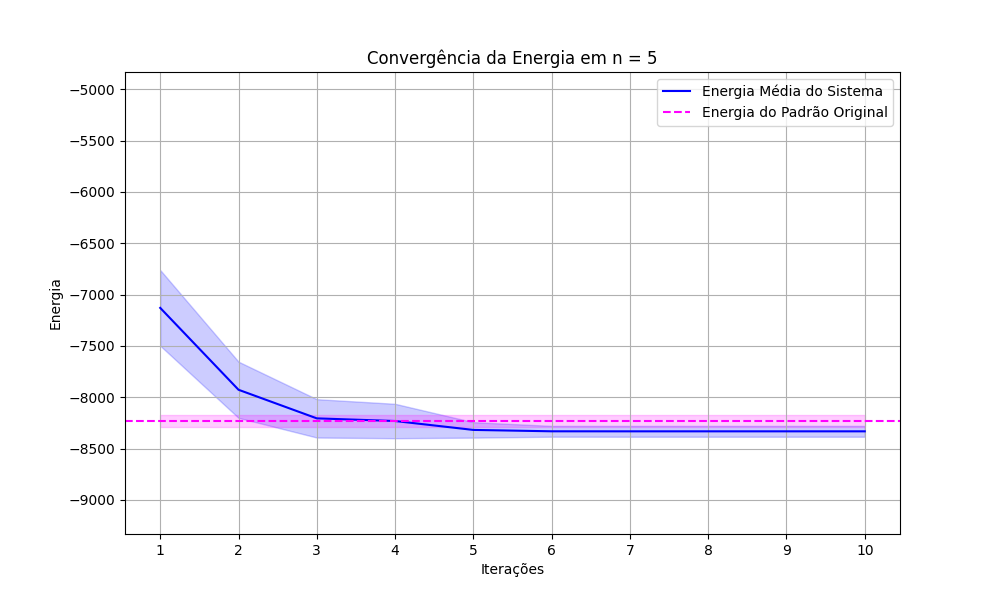 Convergência da Energia em n = 5
Energia Média do Sistema
Energia do Padrão Original
Energia
−5000
−5500
−6000
−6500
−7000
−7500
−8000
−8500
−9000
1 2 3 4 5 6 7 8 9 10
Iterações